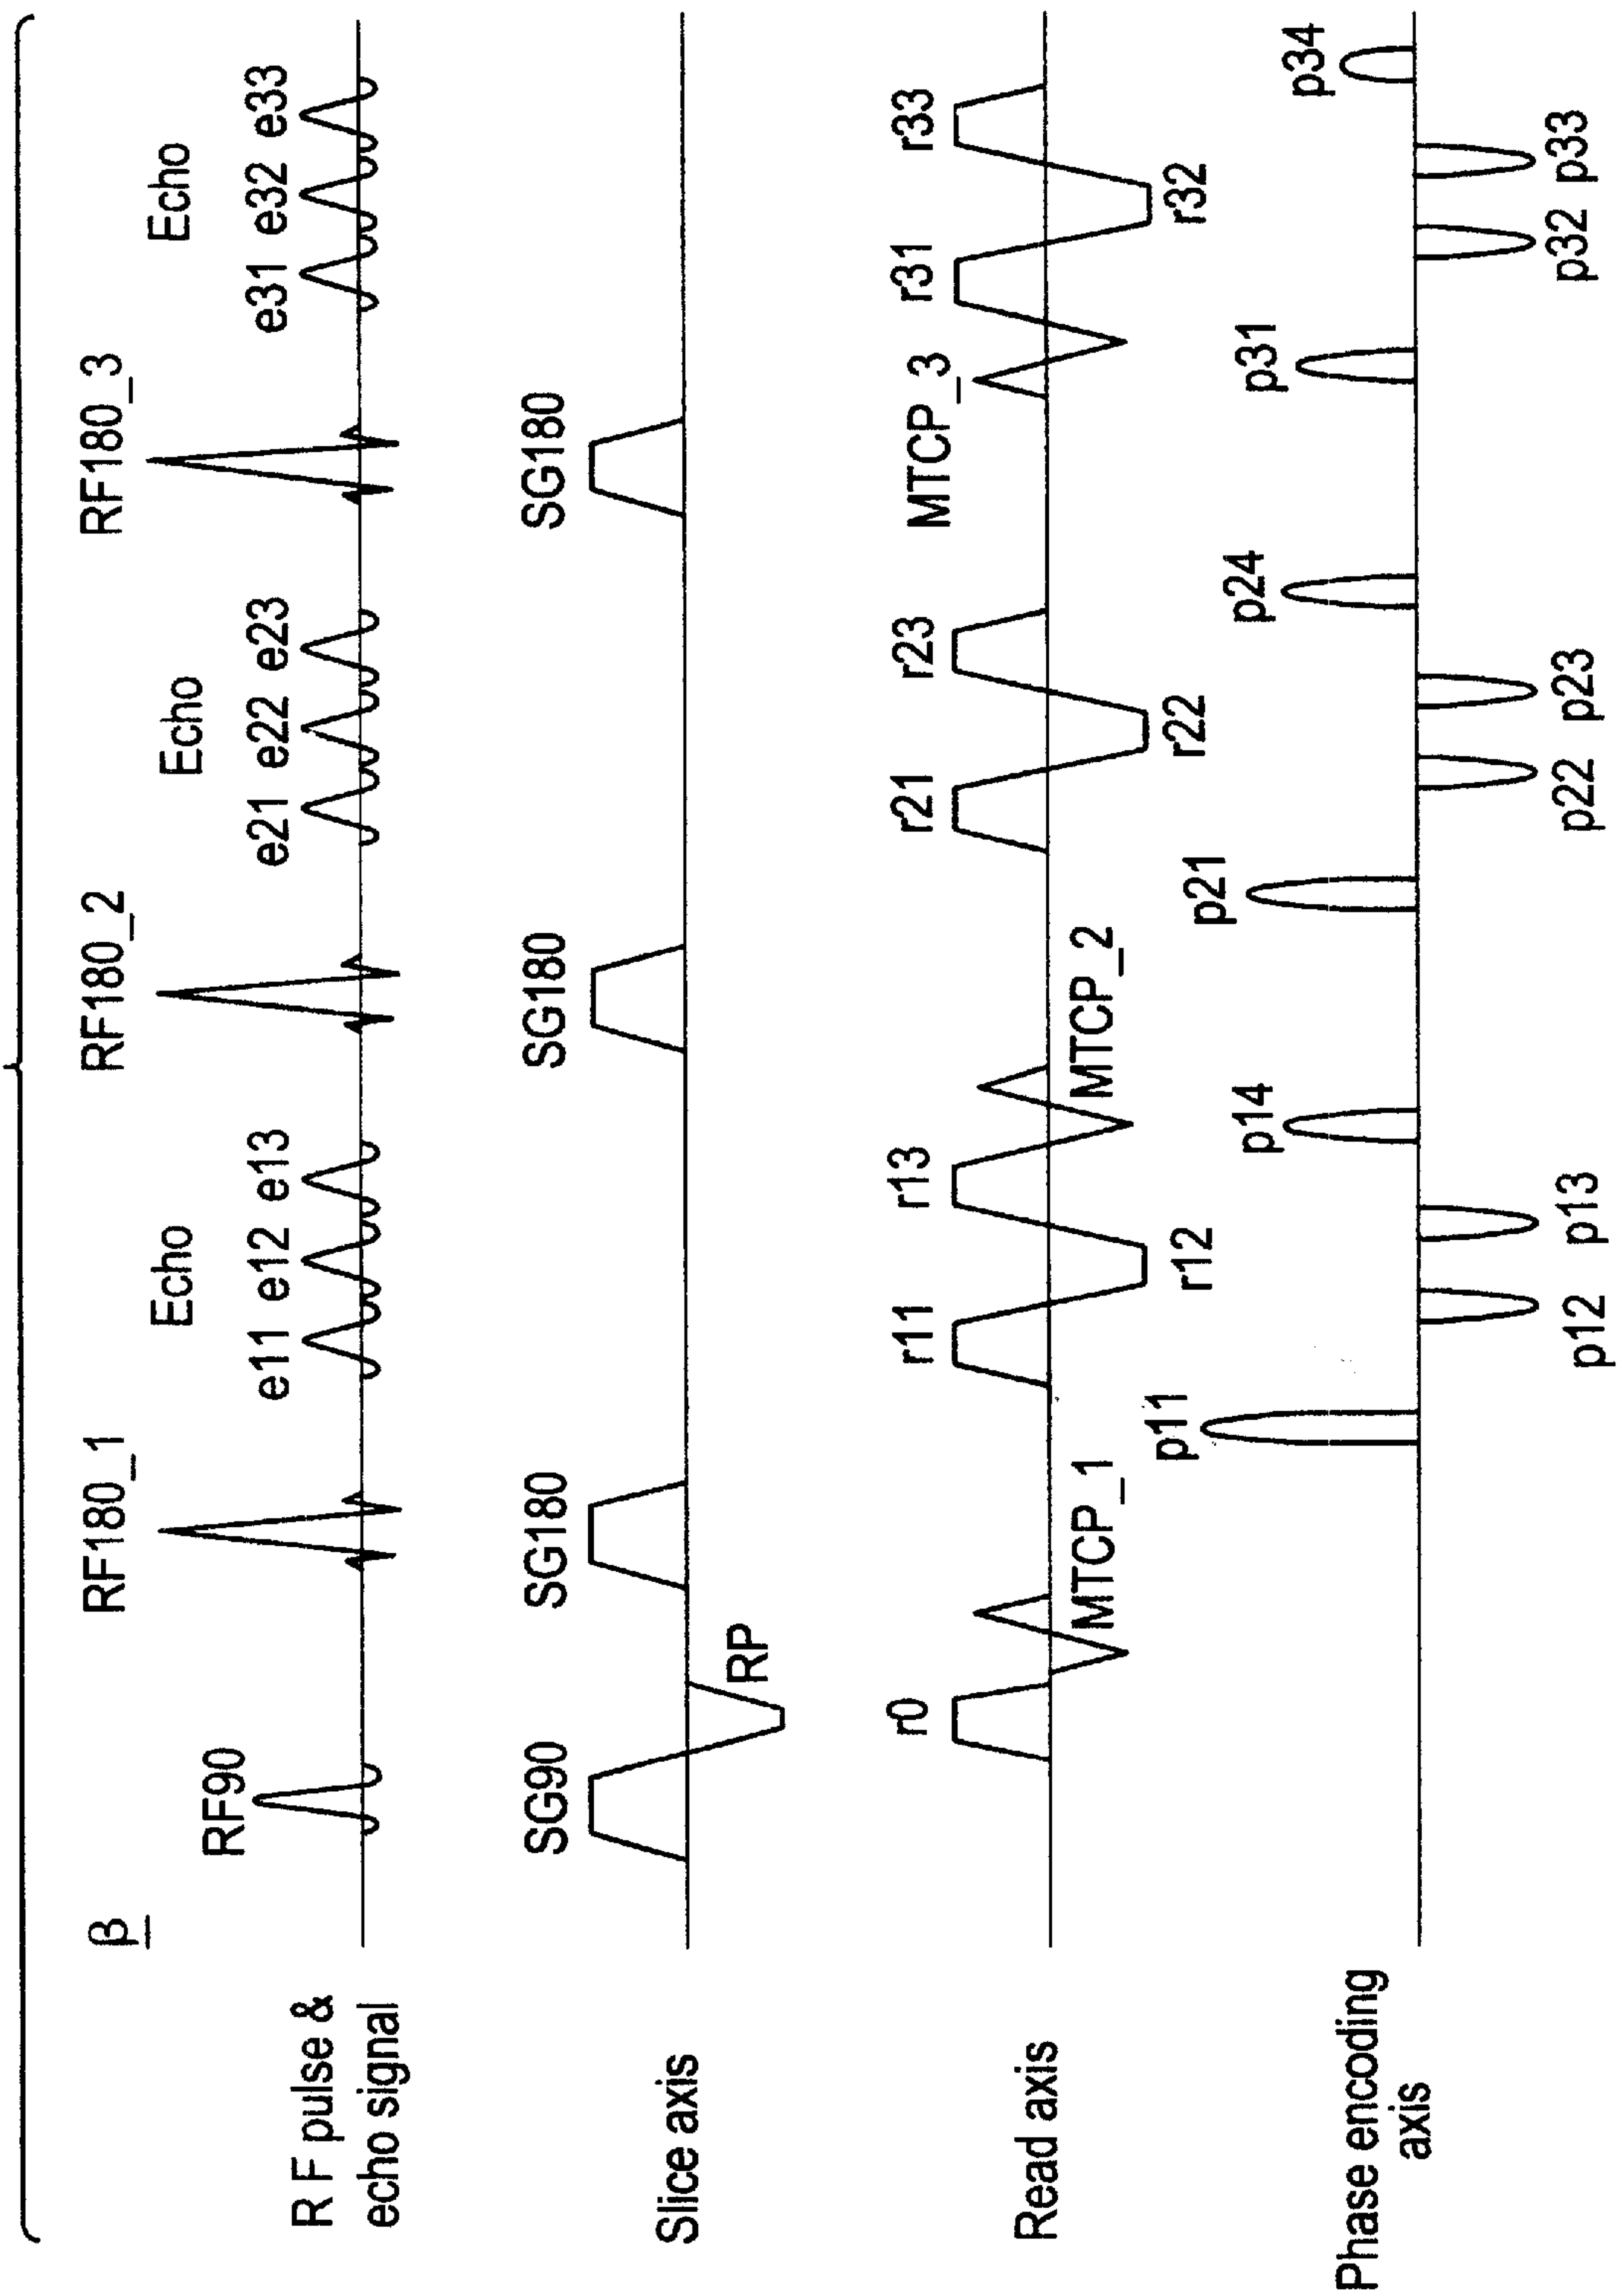 β
RF90
RF180_1
RF180_2
RF180_3
Echo
Echo
Echo
e11 e12 e13
e21 e22 e23
e31 e32 e33
R F pulse &
echo signal
SG90
SG180
SG180
SG180
RP
Slice axis
r0
r11
r13
r21
r23
MTCP_3
r31
r33
MTCP_1
r12
MTCP_2
r22
r32
Read axis
p11
p14
p21
p24
p31
p34
p12
p13
p22
p23
p32
p33
Phase encoding
axis